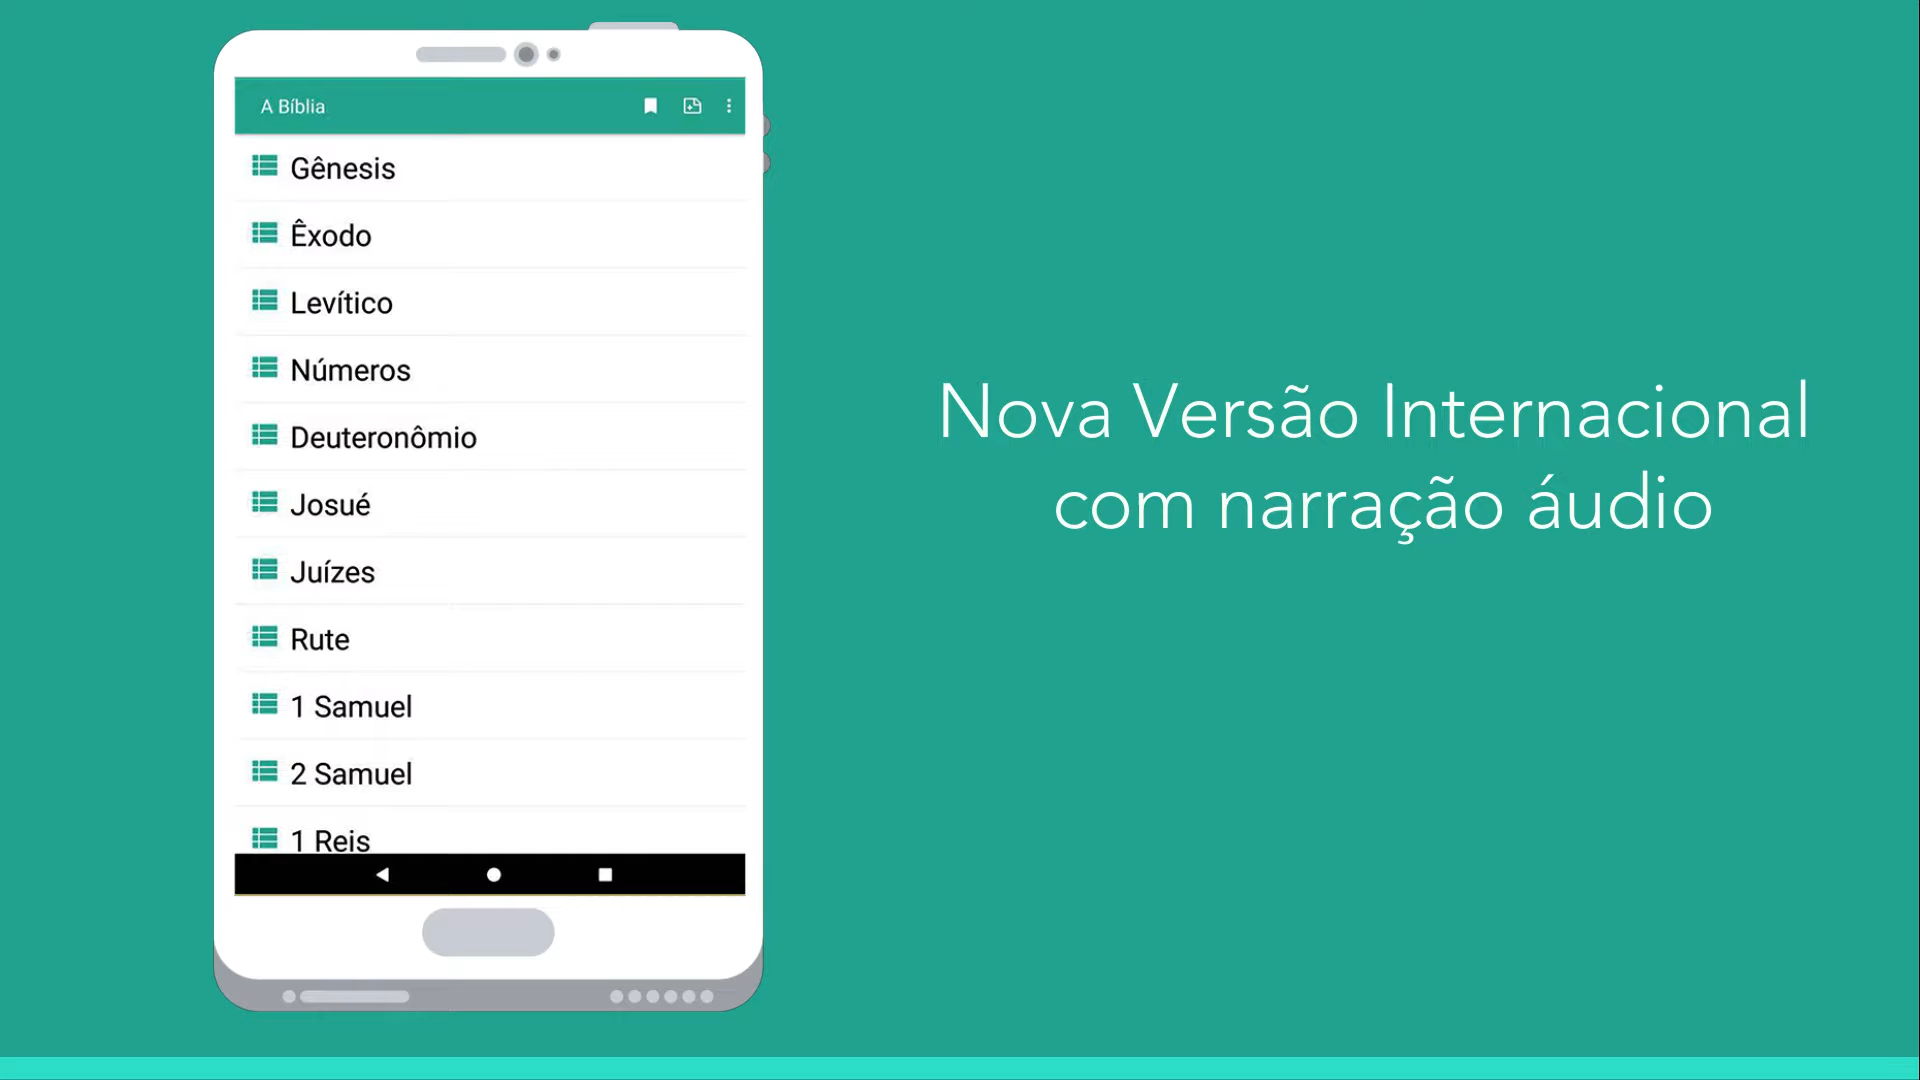 A Bíblia
Gênesis
Êxodo
Levítico
Números
Deuteronômio
Josué
Juízes
Rute
1 Samuel
2 Samuel
1 Reis
Nova Versão Internacional
com narração áudio